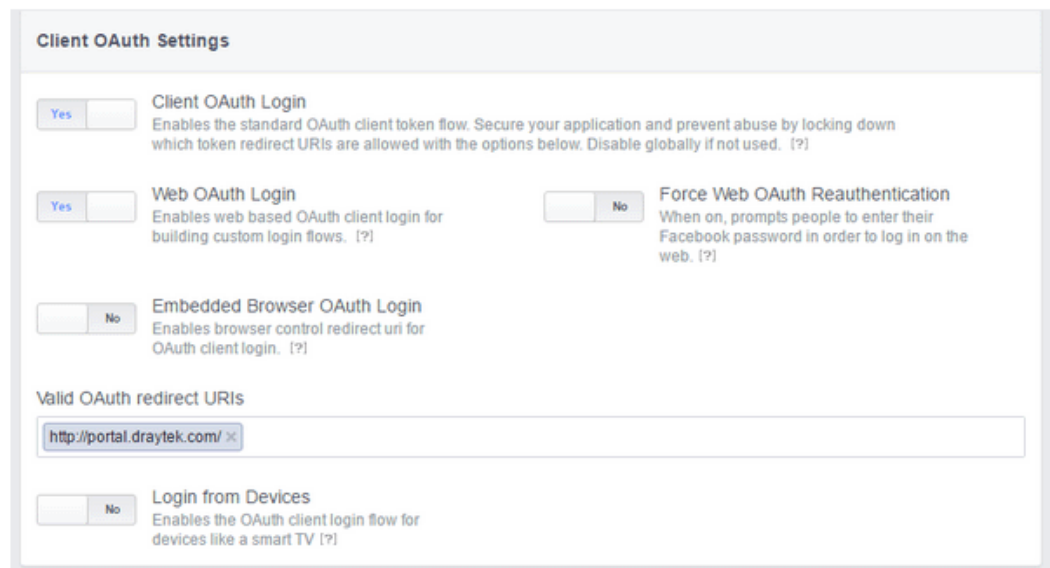 Client OAuth Settings
Yes
Client OAuth Login
Enables the standard OAuth client token flow. Secure your application and prevent abuse by locking down
which token redirect URIs are allowed with the options below. Disable globally if not used. [?]
Yes
Web OAuth Login
Enables web based OAuth client login for
building custom login flows. [?]
No
Force Web OAuth Reauthentication
When on, prompts people to enter their
Facebook password in order to log in on the
web. [?]
No
Embedded Browser OAuth Login
Enables browser control redirect uri for
OAuth client login. [?]
Valid OAuth redirect URIs
http://portal.draytek.com/ ×
No
Login from Devices
Enables the OAuth client login flow for
devices like a smart TV [?]